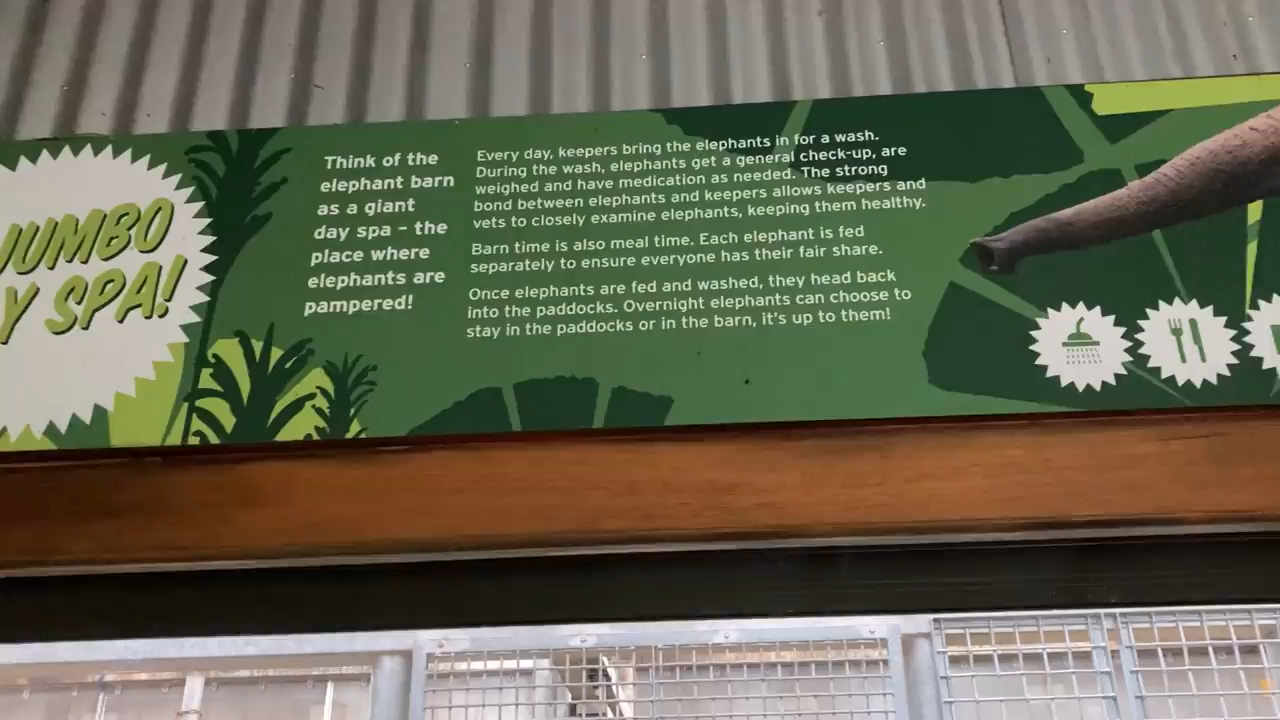 JUMBO
Y SPA!
Think of the
elephant barn
as a giant
day spa – the
place where
elephants are
pampered!
Every day, keepers bring the elephants in for a wash.
During the wash, elephants get a general check-up, are
weighed and have medication as needed. The strong
bond between elephants and keepers allows keepers and
vets to closely examine elephants, keeping them healthy.
Barn time is also meal time. Each elephant is fed
separately to ensure everyone has their fair share.
Once elephants are fed and washed, they head back
into the paddocks. Overnight elephants can choose to
stay in the paddocks or in the barn, it's up to them!